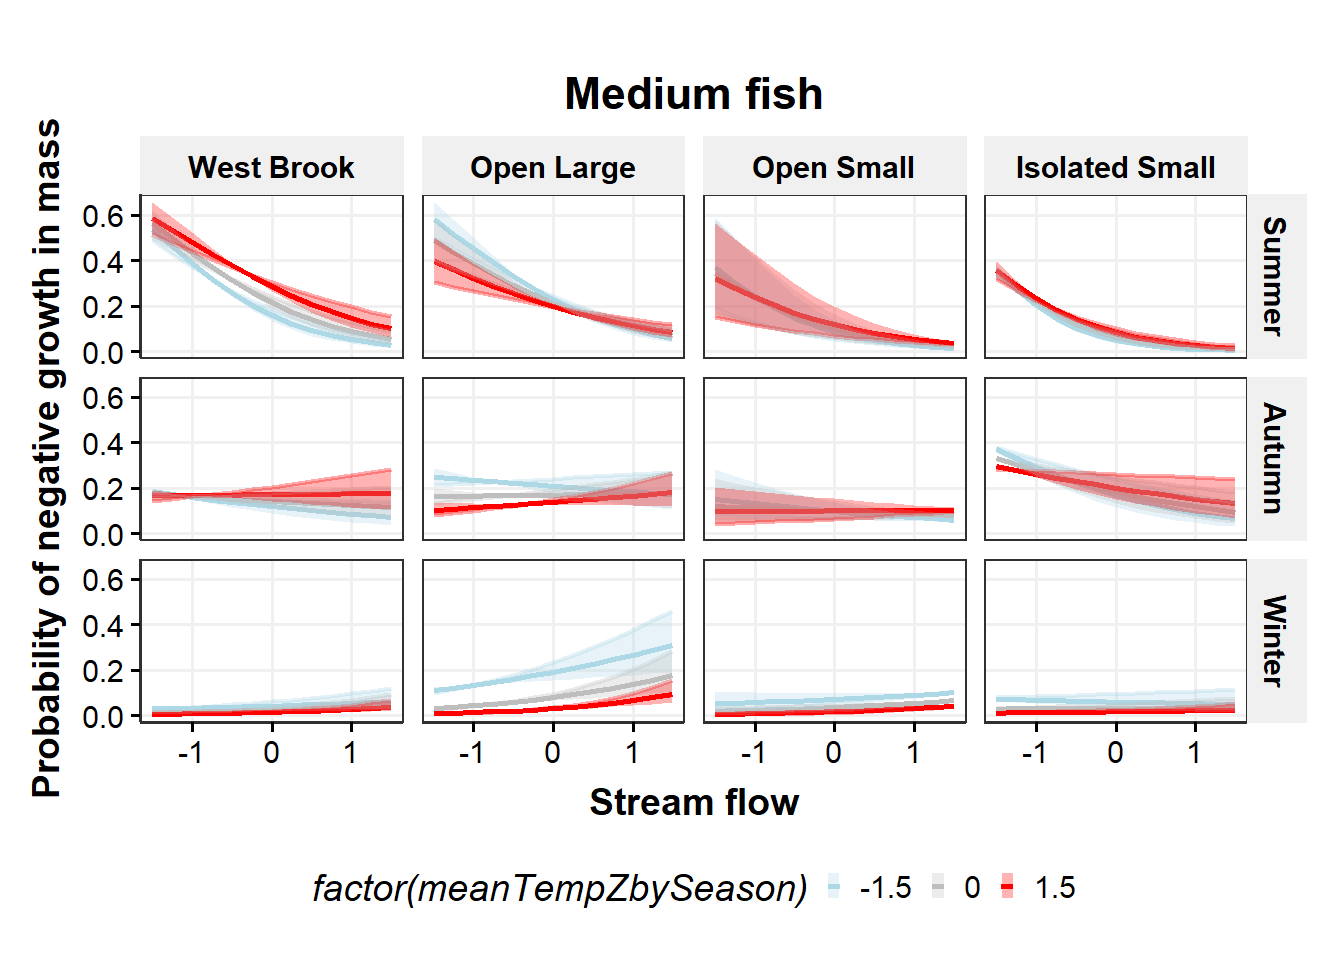 Medium fish
West Brook Open Large Open Small Isolated Small
Probability of negative growth in mass
0.6
0.4
0.2
0.0
Summer
0.6
0.4
0.2
0.0
Autumn
0.6
0.4
0.2
0.0
Winter
-1 0 1 -1 0 1 -1 0 1 -1 0 1
Stream flow
factor(meanTempZbySeason) -1.5 0 1.5